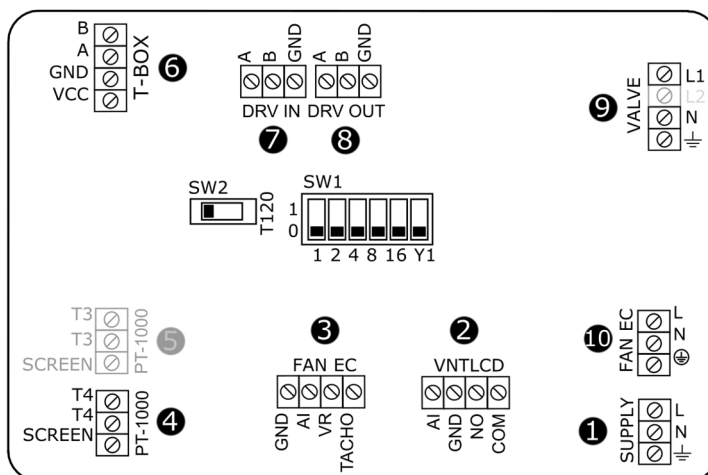 B
A
GND
VCC
T-BOX
6
A B GND
DRV IN
7
A B GND
DRV OUT
8
9
VALVE
L1
L2
N
SW2
T120
SW1
1
0
1 2 4 8 16 Y1
T3
T3
SCREEN
PT-1000
5
T4
T4
SCREEN
PT-1000
4
3
FAN EC
GND
AI
VR
TACHO
2
VNTLCD
AI
GND
NO
COM
10
FAN EC
L
N
1
SUPPLY
L
N